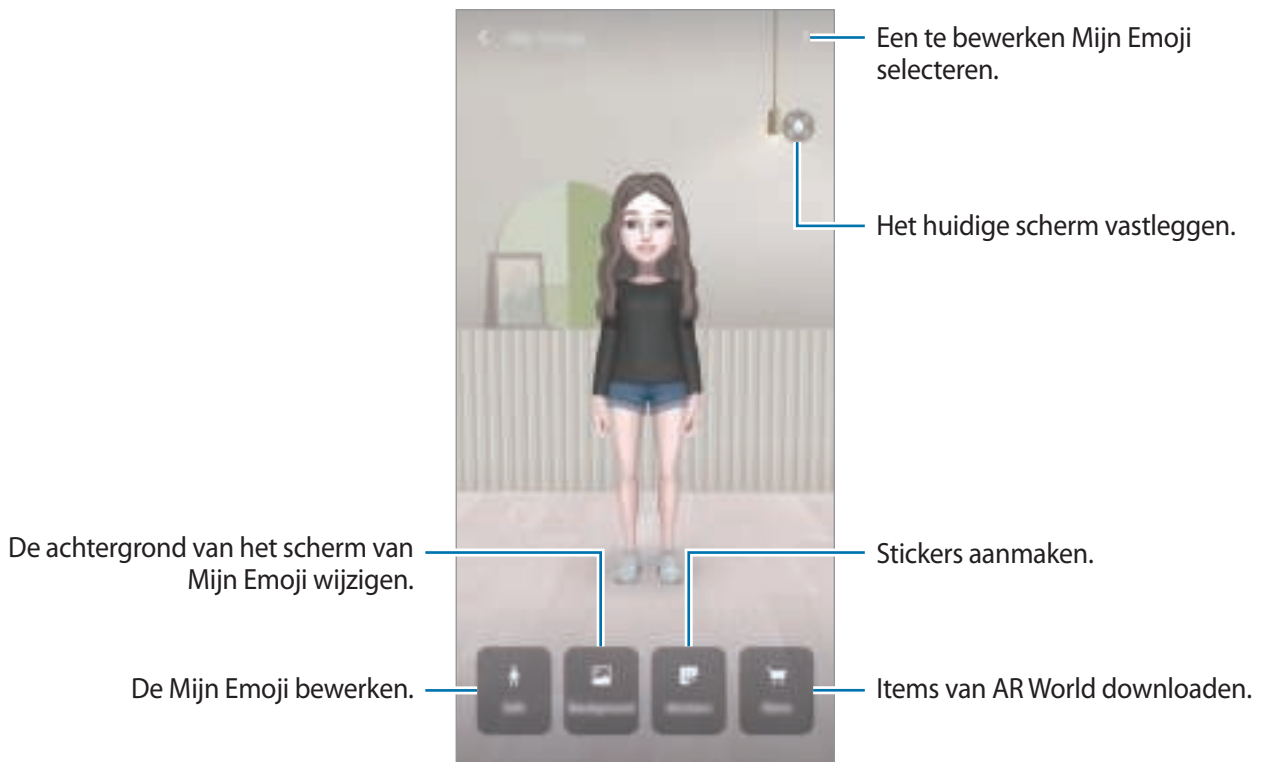 Een te bewerken Mijn Emoji
selecteren.
Het huidige scherm vastleggen.
De achtergrond van het scherm van
Mijn Emoji wijzigen.
Stickers aanmaken.
De Mijn Emoji bewerken.
Items van AR World downloaden.